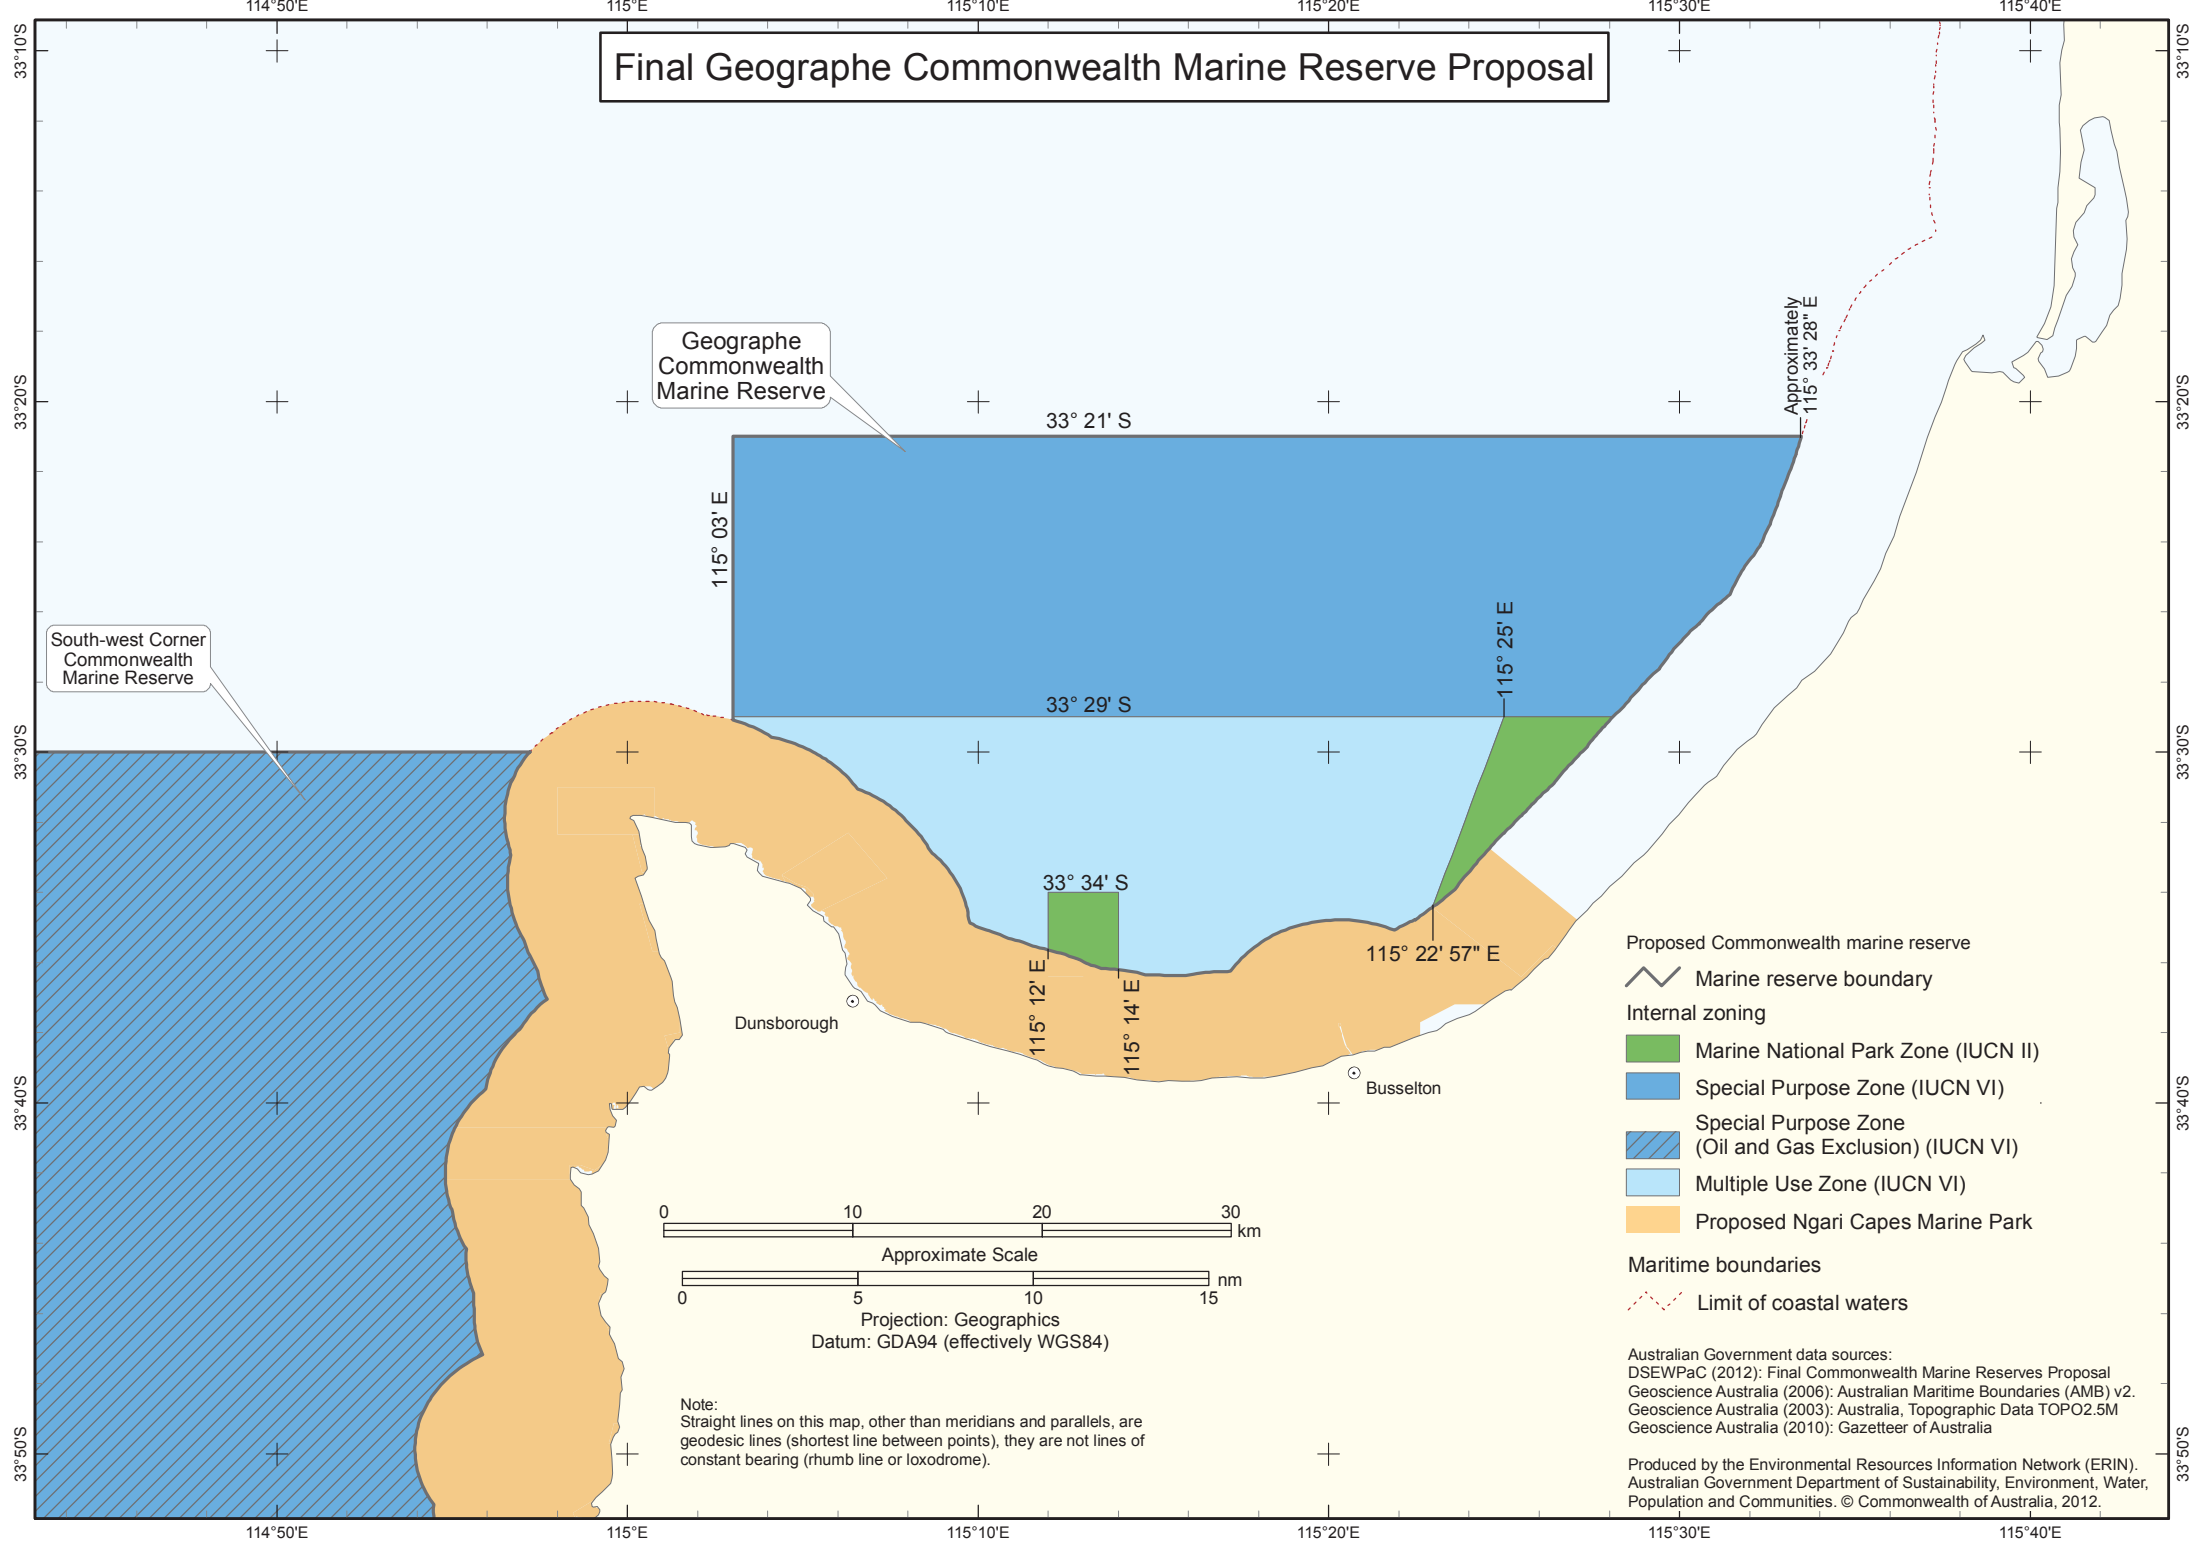 114°50'E
115°E
115°10'E
115°20'E
115°30'E
115°40'E
33°10'S
33°10'S
Final Geographe Commonwealth Marine Reserve Proposal
Approximately
115° 33' 28" E
Geographe
Commonwealth
Marine Reserve
33°20'S
33°20'S
33° 21' S
115° 03' E
South-west Corner
Commonwealth
Marine Reserve
115° 25' E
33° 29' S
33°30'S
33°30'S
33° 34' S
115° 22' 57" E
115° 12' E
115° 14' E
Dunsborough
Busselton
33°40'S
33°40'S
Proposed Commonwealth marine reserve
Marine reserve boundary
Internal zoning
Marine National Park Zone (IUCN II)
Special Purpose Zone (IUCN VI)
Special Purpose Zone
(Oil and Gas Exclusion) (IUCN VI)
Multiple Use Zone (IUCN VI)
Proposed Ngari Capes Marine Park
Maritime boundaries
Limit of coastal waters
0 10 20 30
km
Approximate Scale
nm
0 5 10 15
Projection: Geographics
Datum: GDA94 (effectively WGS84)
Note:
Straight lines on this map, other than meridians and parallels, are
geodesic lines (shortest line between points), they are not lines of
constant bearing (rhumb line or loxodrome).
Australian Government data sources:
DSEWPaC (2012): Final Commonwealth Marine Reserves Proposal
Geoscience Australia (2006): Australian Maritime Boundaries (AMB) v2.
Geoscience Australia (2003): Australia, Topographic Data TOPO2.5M
Geoscience Australia (2010): Gazetteer of Australia
Produced by the Environmental Resources Information Network (ERIN).
Australian Government Department of Sustainability, Environment, Water,
Population and Communities. © Commonwealth of Australia, 2012.
33°50'S
33°50'S
114°50'E
115°E
115°10'E
115°20'E
115°30'E
115°40'E